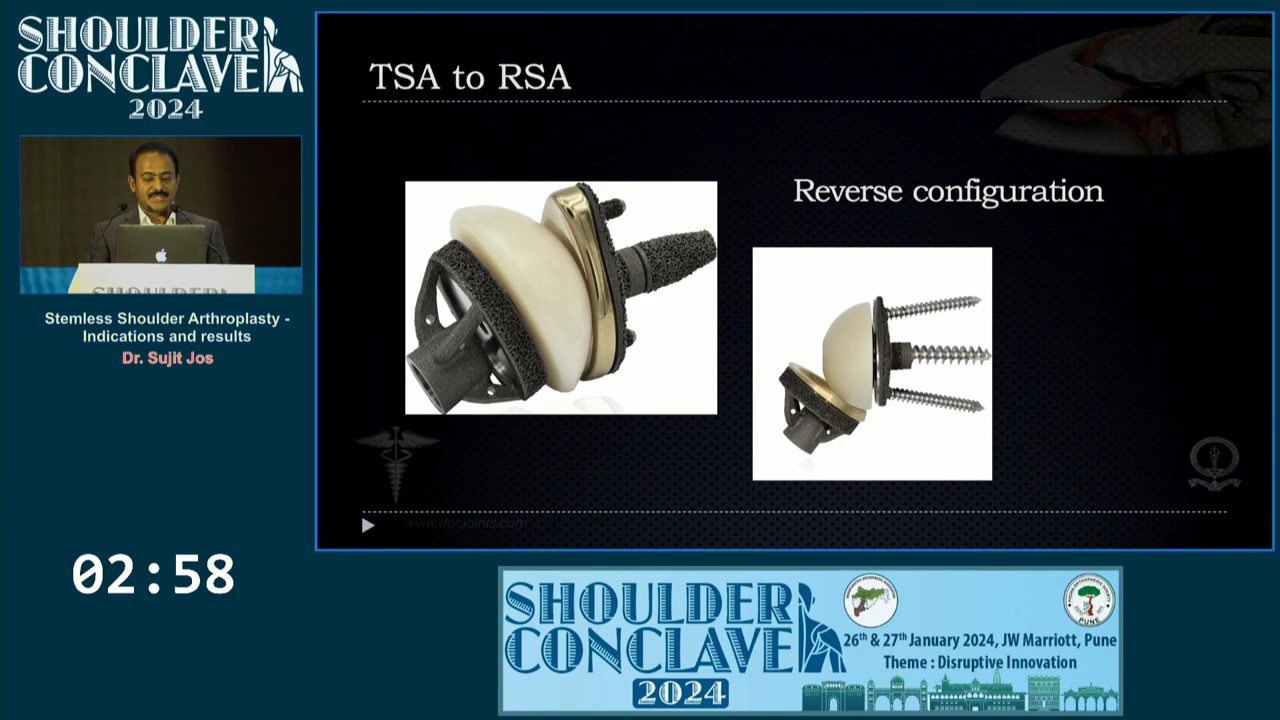 SHOULDER
CONCLAVE
2024
Stemless Shoulder Arthroplasty -
Indications and results
Dr. Sujit Jos
02:58
TSA to RSA
Reverse configuration
www.docjoints.com
SHOULDER
CONCLAVE
2024
26th & 27th January 2024, JW Marriott, Pune
Theme : Disruptive Innovation
PUNE